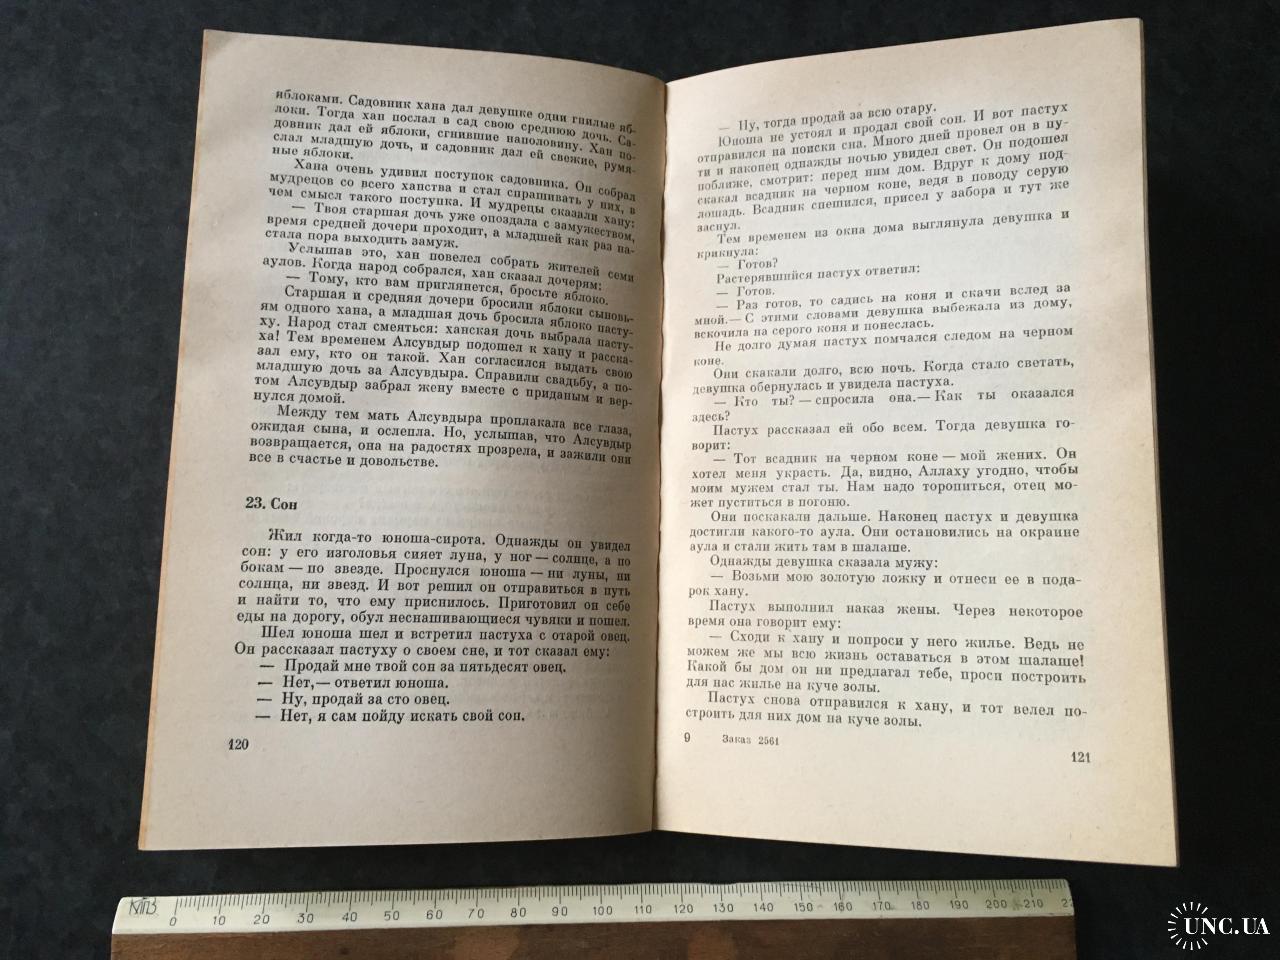 яблоками. Садовник хана дал девушке одни гнилые яб-
локи. Тогда хан послал в сад свою среднюю дочь. Са-
довник дал ей яблоки, сгнившие наполовину. Хан по-
слал младшую дочь, и садовник дал ей свежие, румя-
ные яблоки.
Хана очень удивил поступок садовника. Он собрал
мудрецов со всего ханства и стал спрашивать у них, в
чем смысл такого поступка. И мудрецы сказали хану:
— Твоя старшая дочь уже опоздала с замужеством,
время средней дочери проходит, а младшей как раз на-
стала пора выходить замуж.
Услышав это, хан повелел собрать жителей семи
аулов. Когда народ собрался, хан сказал дочерям:
— Тому, кто вам приглянется, бросьте яблоко.
Старшая и средняя дочери бросили яблоки сыновь-
ям одного хана, а младшая дочь бросила яблоко пасту-
ху. Народ стал смеяться: ханская дочь выбрала пасту-
ха! Тем временем Алсувдыр подошел к хану и расска-
зал ему, кто он такой. Хан согласился выдать свою
младшую дочь за Алсувдыра. Справили свадьбу, а по-
том Алсувдыр забрал жену вместе с приданым и вер-
нулся домой.
Между тем мать Алсувдыра проплакала все глаза,
ожидая сына, и ослепла. Но, услышав, что Алсувдыр
возвращается, она на радостях прозрела, и зажили они
все в счастье и довольстве.
23. Сон
Жил когда-то юноша-сирота. Однажды он увидел
сон: у его изголовья сияет луна, у ног — солнце, а по
бокам — по звезде. Проснулся юноша — ни луны, ни
солнца, ни звезд. И вот решил он отправиться в путь
и найти то, что ему приснилось. Приготовил он себе
еды на дорогу, обул неснашивающиеся чувяки и пошел.
Шел юноша шел и встретил пастуха с отарой овец.
Он рассказал пастуху о своем сне, и тот сказал ему:
— Продай мне твой сон за пятьдесят овец.
— Нет,— ответил юноша.
— Ну, продай за сто овец.
— Нет, я сам пойду искать свой сон.
120
— Ну, тогда продай за всю отару.
Юноша не устоял и продал свой сон. И вот пастух
отправился на поиски сна. Много дней провел он в пу-
ти и наконец однажды ночью увидел свет. Он подошел
поближе, смотрит: перед ним дом. Вдруг к дому под-
скакал всадник на черном коне, ведя в поводу серую
лошадь. Всадник спешился, присел у забора и тут же
заснул.
Тем временем из окна дома выглянула девушка и
крикнула:
— Готов?
Растерявшийся пастух ответил:
— Готов.
— Раз готов, то садись на коня и скачи вслед за
мной.— С этими словами девушка выбежала из дому,
вскочила на серого коня и понеслась.
Не долго думая пастух помчался следом на черном
коне.
Они скакали долго, всю ночь. Когда стало светать,
девушка обернулась и увидела пастуха.
— Кто ты? — спросила она.— Как ты оказался
здесь?
Пастух рассказал ей обо всем. Тогда девушка го-
ворит:
— Тот всадник на черном коне — мой жених. Он
хотел меня украсть. Да, видно, Аллаху угодно, чтобы
моим мужем стал ты. Нам надо торопиться, отец мо-
жет пуститься в погоню.
Они поскакали дальше. Наконец пастух и девушка
достигли какого-то аула. Они остановились на окраине
аула и стали жить там в шалаше.
Однажды девушка сказала мужу:
— Возьми мою золотую ложку и отнеси ее в пода-
рок хану.
Пастух выполнил наказ жены. Через некоторое
время она говорит ему:
— Сходи к хану и попроси у него жилье. Ведь не
можем же мы всю жизнь оставаться в этом шалаше!
Какой бы дом он ни предлагал тебе, проси построить
для нас жилье на куче золы.
Пастух снова отправился к хану, и тот велел по-
строить для них дом на куче золы.
9 Заказ 2561
121
0 10 20 30 40 50 60 70 80 90 100 110 120 130 140 150 160 170 180 190 200 210
UNC.UA